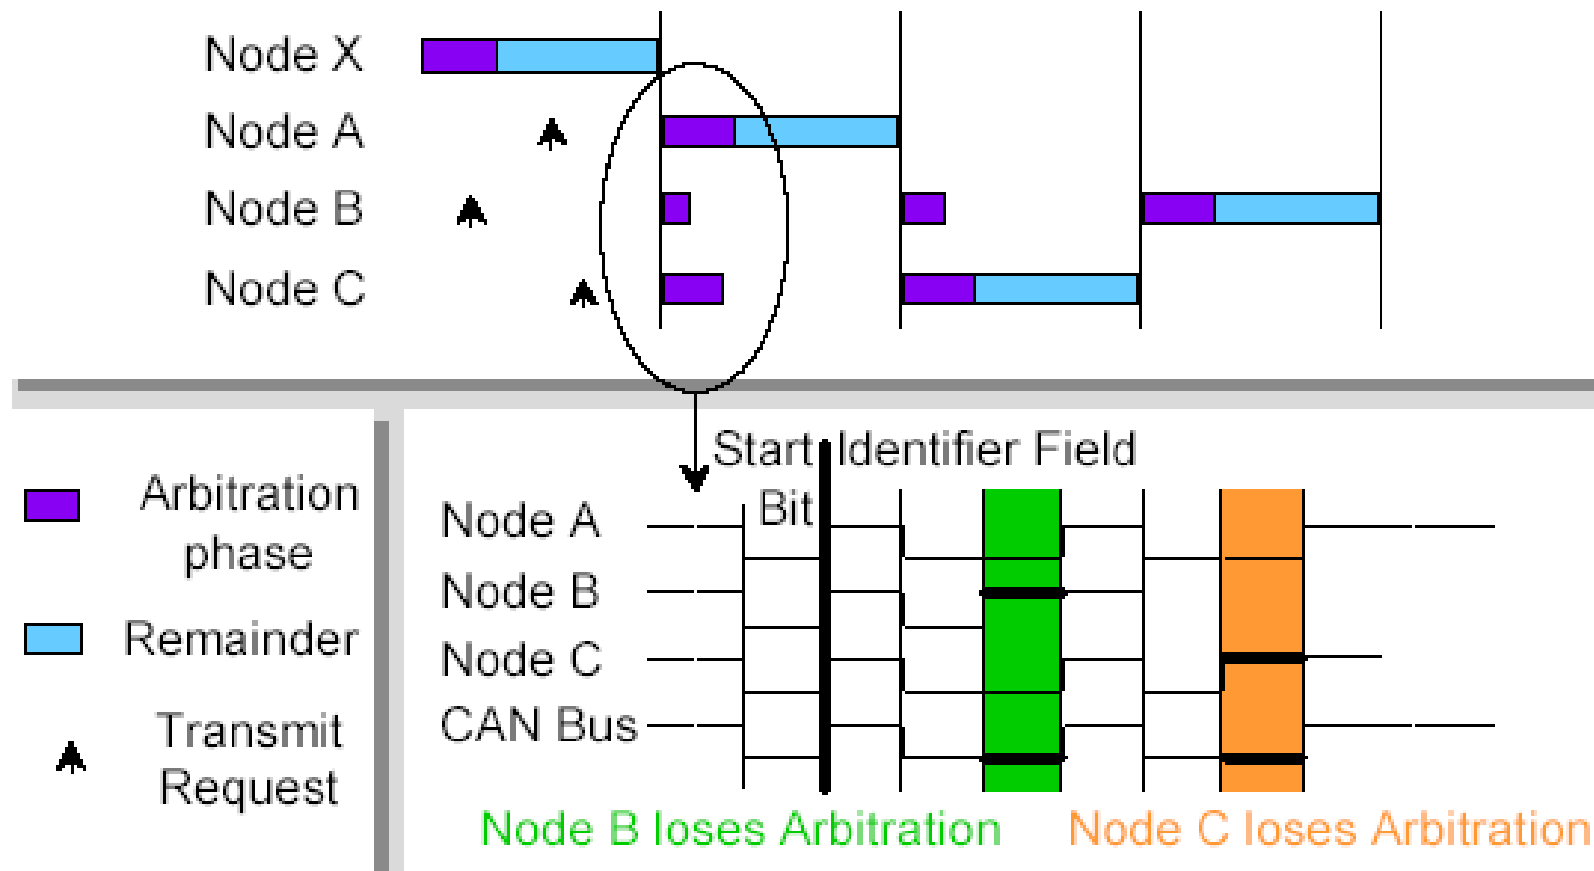 Node X
Node A
Node B
Node C
Arbitration
phase
Remainder
Transmit
Request
Start Identifier Field
Bit
Node A
Node B
Node C
CAN Bus
Node B loses Arbitration
Node C loses Arbitration